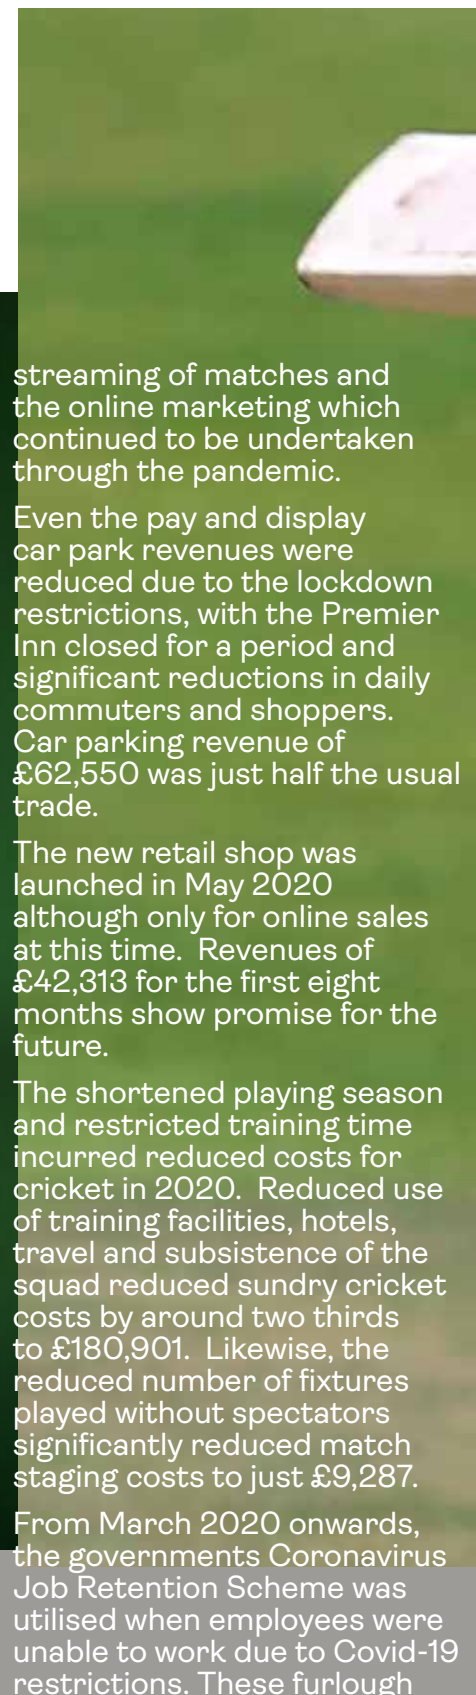 streaming of matches and
the online marketing which
continued to be undertaken
through the pandemic.
Even the pay and display
car park revenues were
reduced due to the lockdown
restrictions, with the Premier
Inn closed for a period and
significant reductions in daily
commuters and shoppers.
Car parking revenue of
£62,550 was just half the usual
trade.
The new retail shop was
launched in May 2020
although only for online sales
at this time.  Revenues of
£42,313 for the first eight
months show promise for the
future.
The shortened playing season
and restricted training time
incurred reduced costs for
cricket in 2020.  Reduced use
of training facilities, hotels,
travel and subsistence of the
squad reduced sundry cricket
costs by around two thirds
to £180,901.  Likewise, the
reduced number of fixtures
played without spectators
significantly reduced match
staging costs to just £9,287.
From March 2020 onwards,
the governments Coronavirus
Job Retention Scheme was
utilised when employees were
unable to work due to Covid-19
restrictions. These furlough